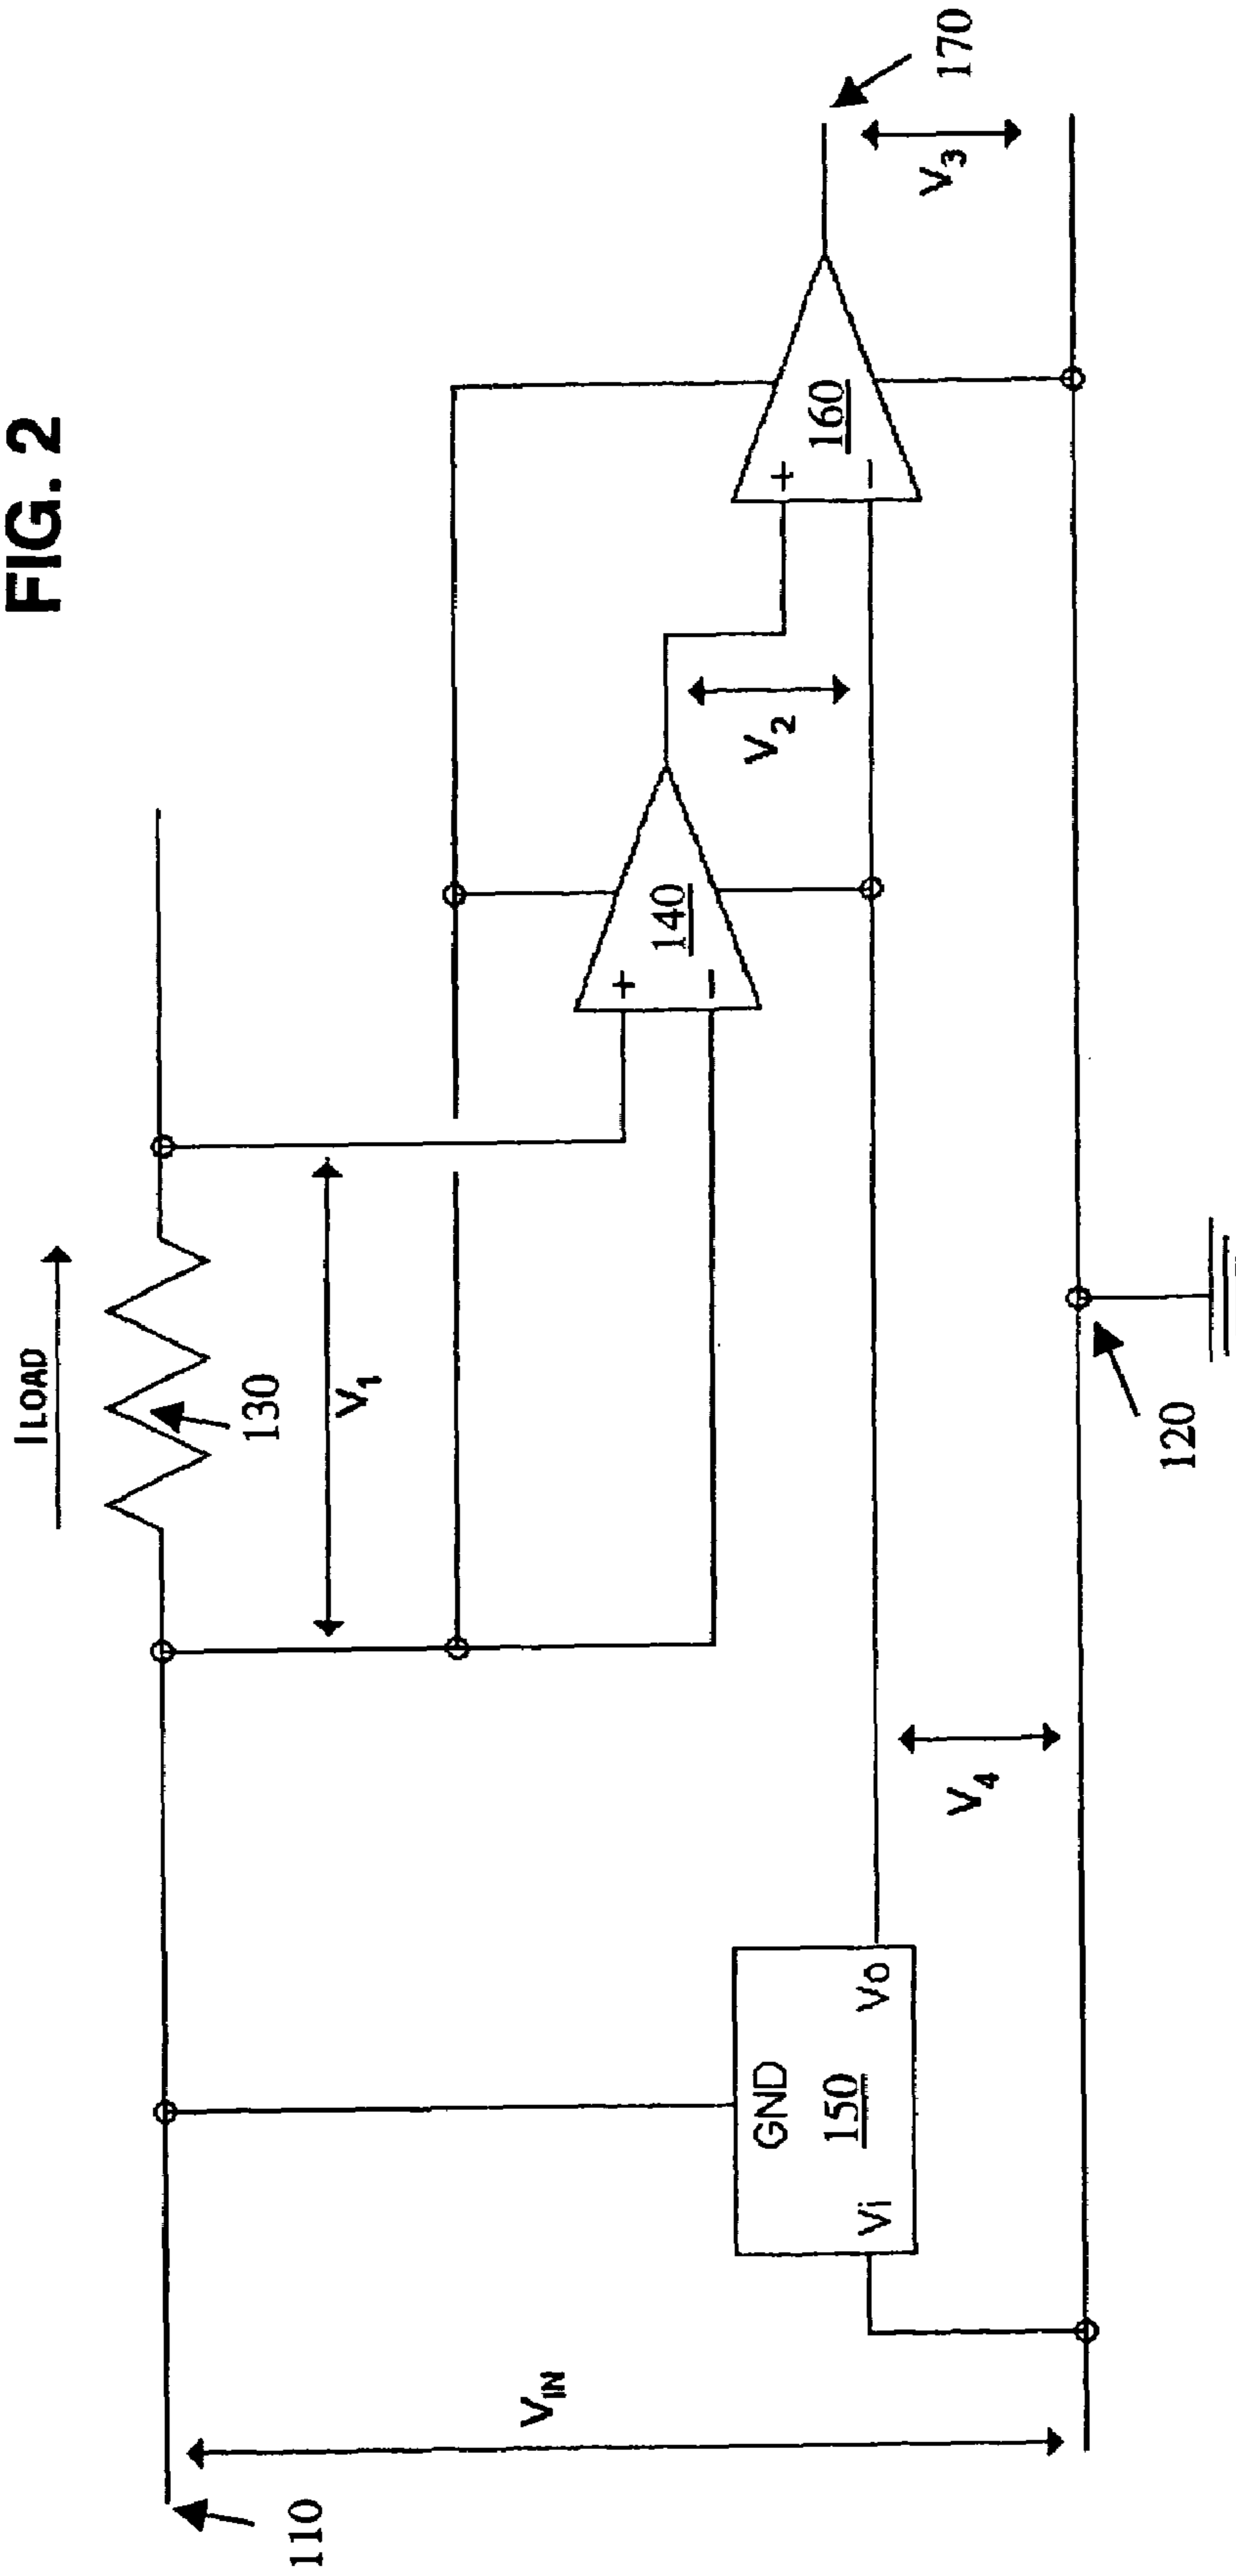 FIG. 2
ILOAD
130
V1
110
VIN
GND
Vi
150
Vo
V4
120
+
-
140
V2
+
-
160
V3
170